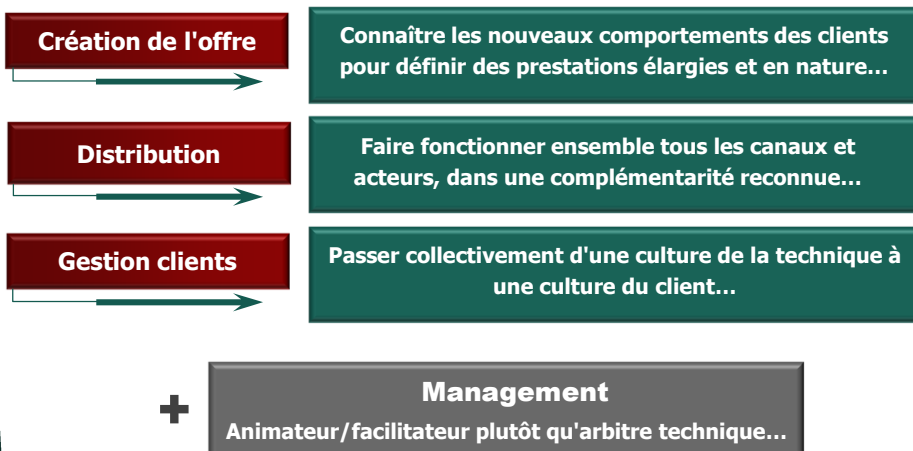 Création de l'offre
Connaître les nouveaux comportements des clients
pour définir des prestations élargies et en nature...
Distribution
Faire fonctionner ensemble tous les canaux et
acteurs, dans une complémentarité reconnue...
Gestion clients
Passer collectivement d'une culture de la technique à
une culture du client...
+
Management
Animateur/facilitateur plutôt qu'arbitre technique...